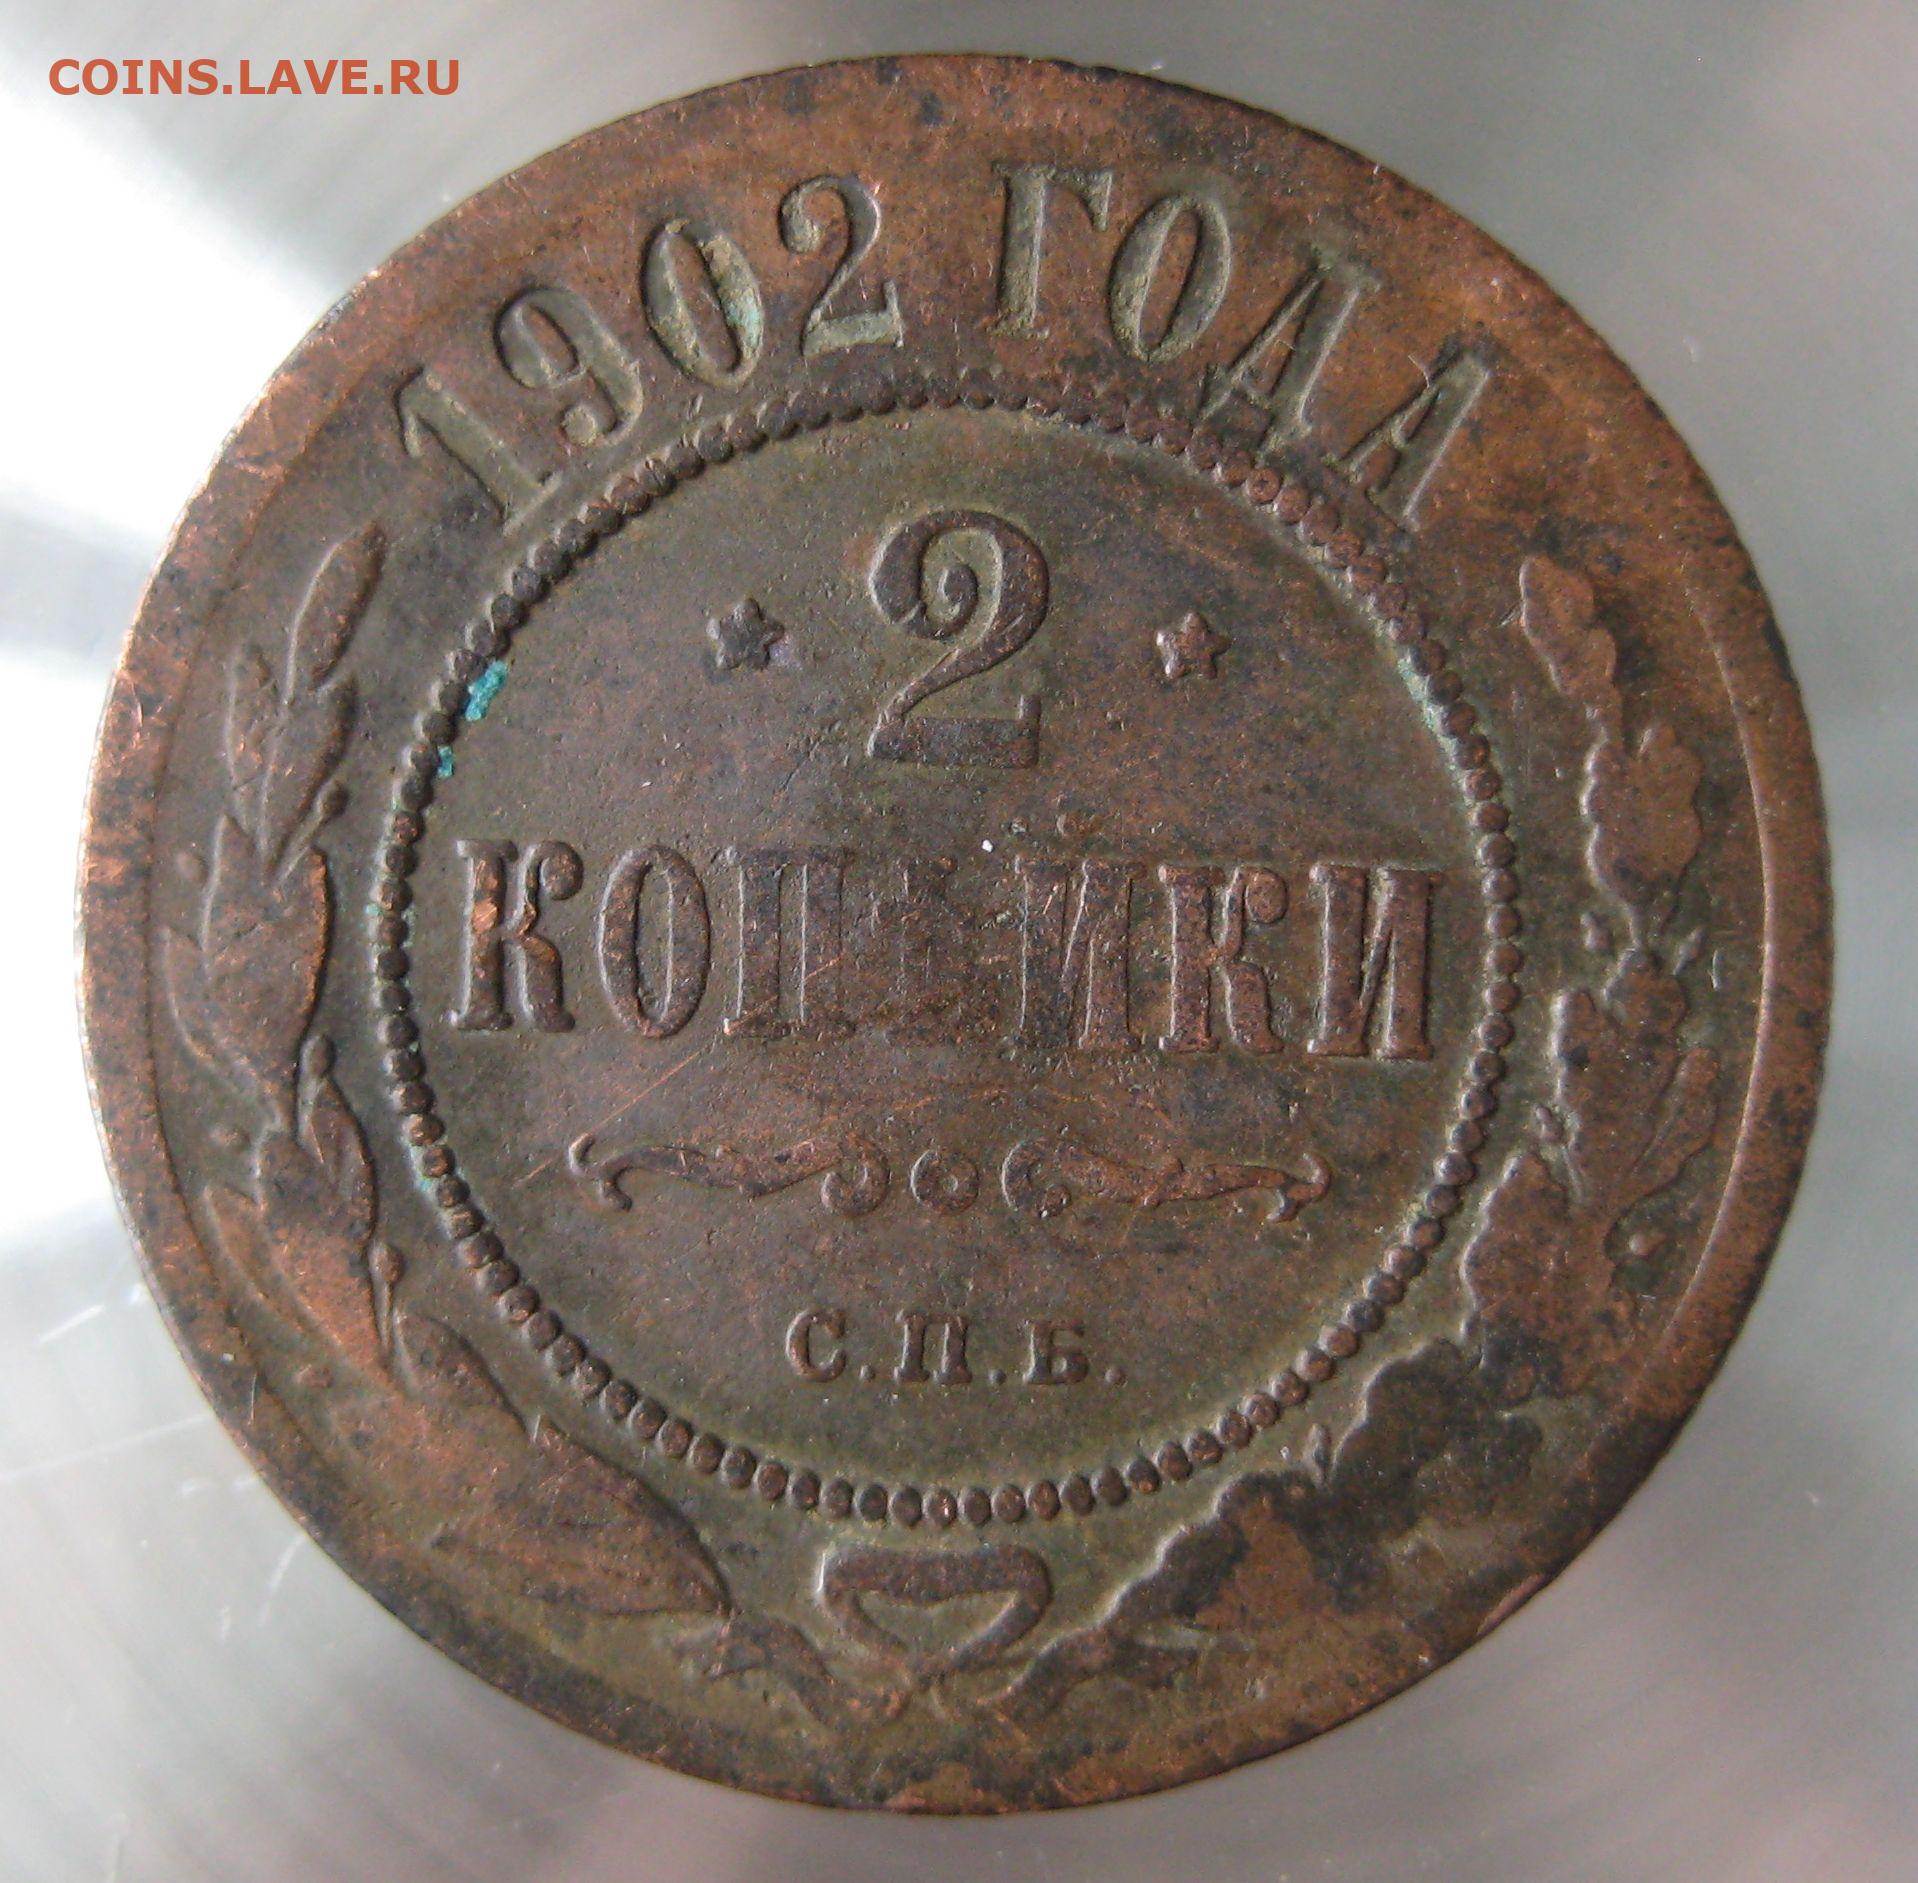 COINS.LAVE.RU
1902 ГОДА
2
КОПѢЙКИ
С.П.Б.